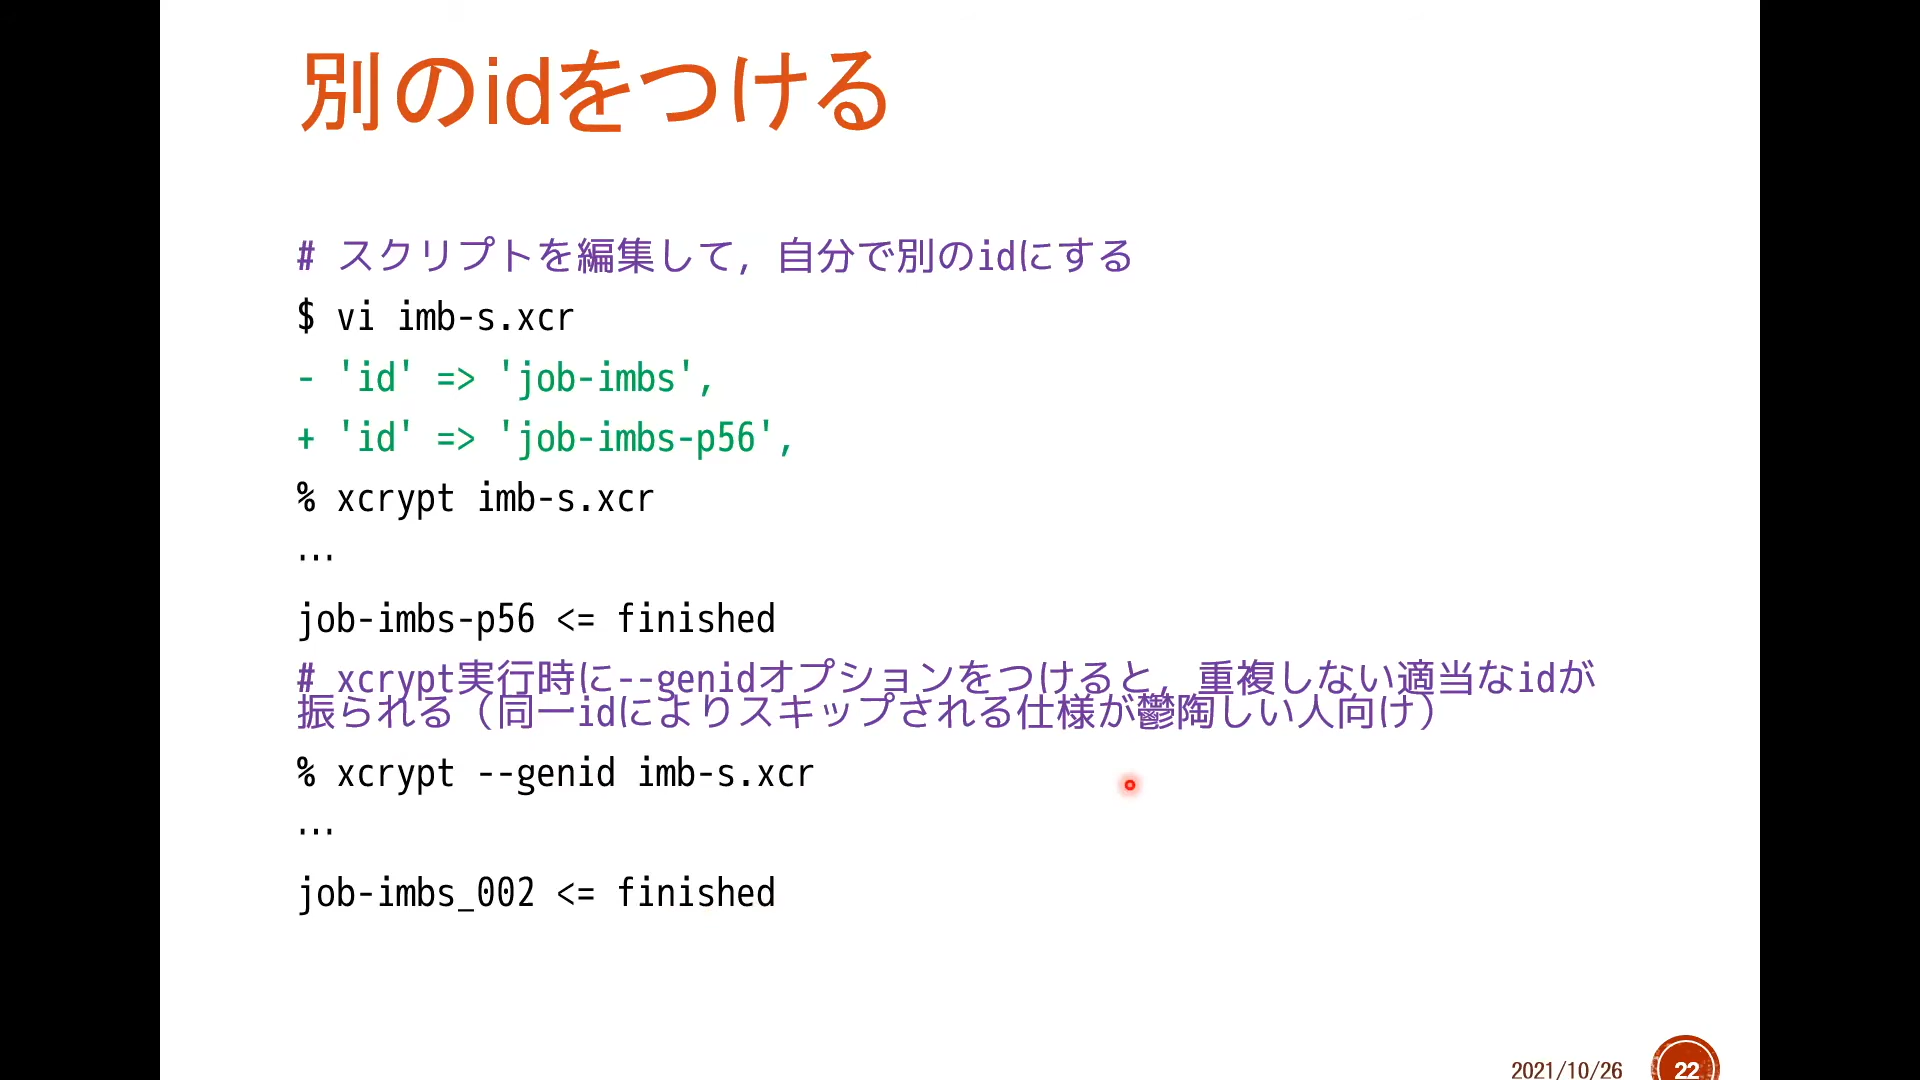 別のidをつける
# スクリプトを編集して，自分で別のidにする
$ vi imb-s.xcr
- 'id' => 'job-imbs',
+ 'id' => 'job-imbs-p56',
% xcrypt imb-s.xcr
…
job-imbs-p56 <= finished
# xcrypt実行時に--genidオプションをつけると，重複しない適当なidが
振られる（同一idによりスキップされる仕様が鬱陶しい人向け）
% xcrypt --genid imb-s.xcr
…
job-imbs_002 <= finished
2021/10/26
22